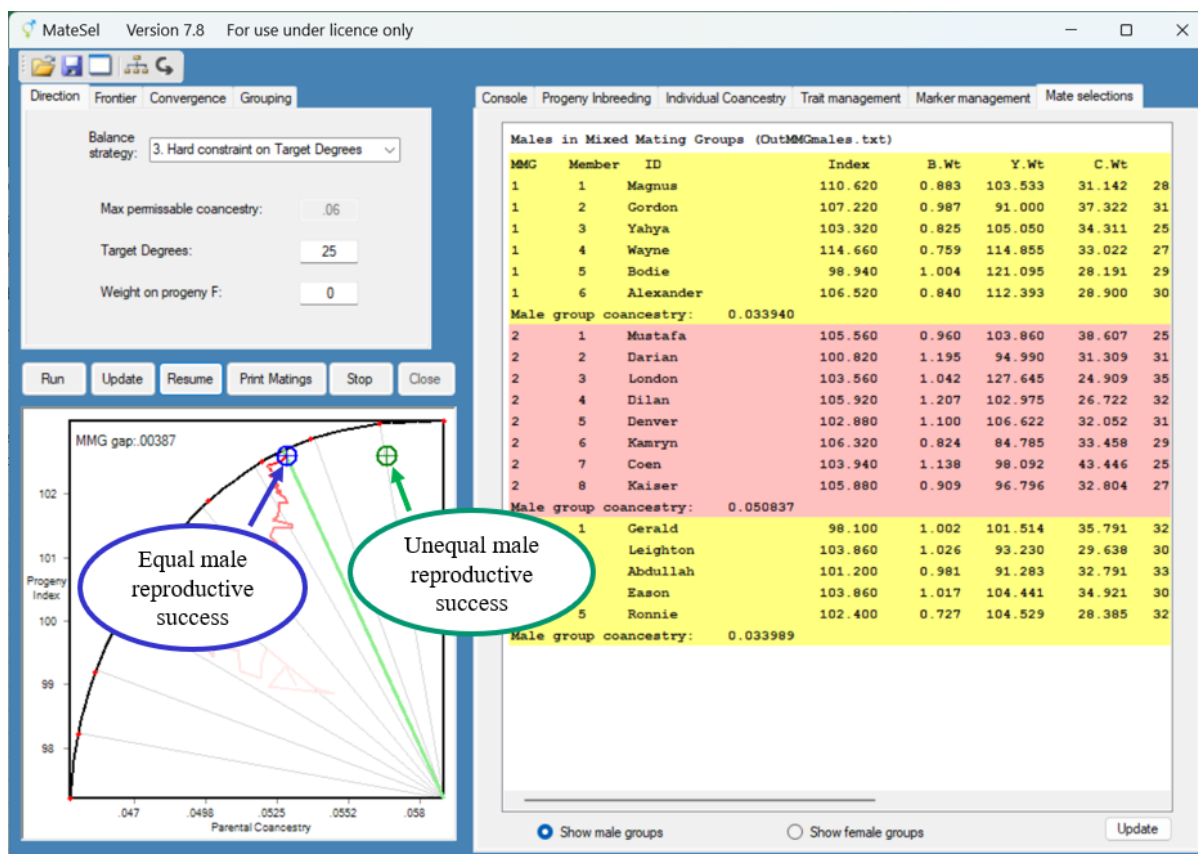 MateSel Version 7.8 For use under licence only
Direction Frontier Convergence Grouping
Balance strategy: 3. Hard constraint on Target Degrees
Max permissable coancestry: .06
Target Degrees: 25
Weight on progeny F: 0
Run Update Resume Print Matings Stop Close
MMG gap:.00387
Equal male
reproductive
success
Unequal male
reproductive
success
102
101
Progeny
Index
100
99
98
.047 .0498 .0525 .0552 .058
Parental Coancestry
Console Progeny Inbreeding Individual Coancestry Trait management Marker management Mate selections
Males in Mixed Mating Groups (OutMMGmales.txt)
MMG Member ID Index B.Wt Y.Wt C.Wt
1 1 Magnus 110.620 0.883 103.533 31.142 28
1 2 Gordon 107.220 0.987 91.000 37.322 31
1 3 Yahya 103.320 0.825 105.050 34.311 25
1 4 Wayne 114.660 0.759 114.855 33.022 27
1 5 Bodie 98.940 1.004 121.095 28.191 29
1 6 Alexander 106.520 0.840 112.393 28.900 30
Male group coancestry: 0.033940
2 1 Mustafa 105.560 0.960 103.860 38.607 25
2 2 Darian 100.820 1.195 94.990 31.309 31
2 3 London 103.560 1.042 127.645 24.909 35
2 4 Dilan 105.920 1.207 102.975 26.722 32
2 5 Denver 102.880 1.100 106.622 32.052 31
2 6 Kamryn 106.320 0.824 84.785 33.458 29
2 7 Coen 103.940 1.138 98.092 43.446 25
2 8 Kaiser 105.880 0.909 96.796 32.804 27
Male group coancestry: 0.050837
1 Gerald 98.100 1.002 101.514 35.791 32
Leighton 103.860 1.026 93.230 29.638 30
Abdullah 101.200 0.981 91.283 32.791 33
Eason 103.860 1.017 104.441 34.921 30
5 Ronnie 102.400 0.727 104.529 28.385 32
Male group coancestry: 0.033989
Show male groups Show female groups Update